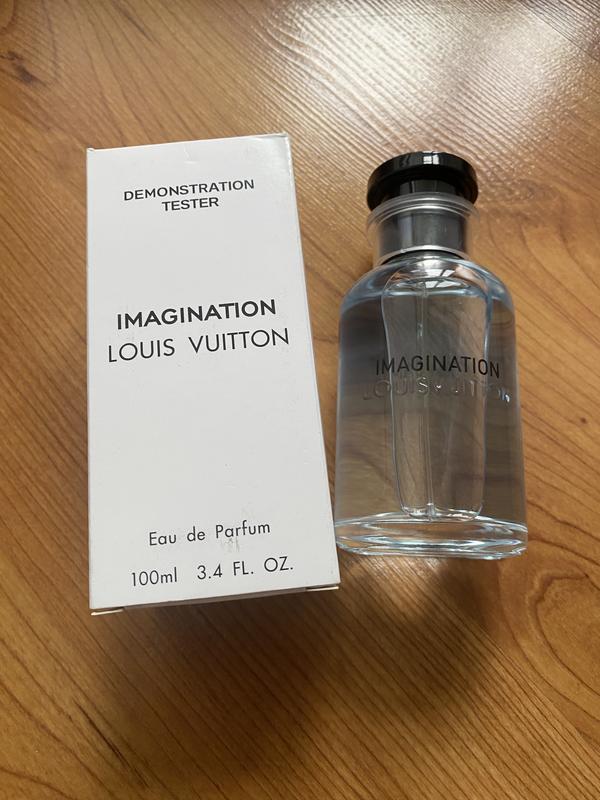 DEMONSTRATION
TESTER
IMAGINATION
LOUIS VUITTON
Eau de Parfum
100ml 3.4 FL. OZ.
IMAGINATION
LOUIS VUITTON